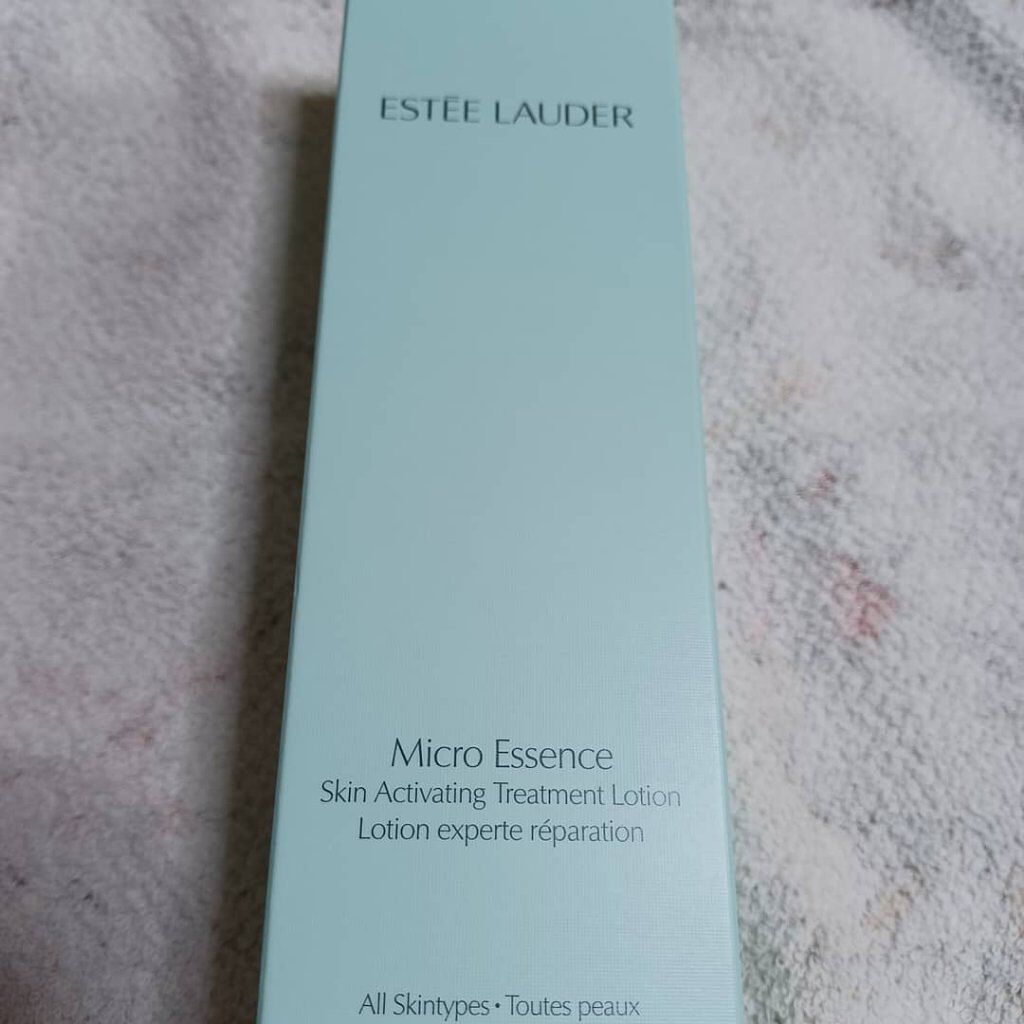 ESTĒE LAUDER
Micro Essence
Skin Activating Treatment Lotion
Lotion experte réparation
All Skintypes • Toutes peaux